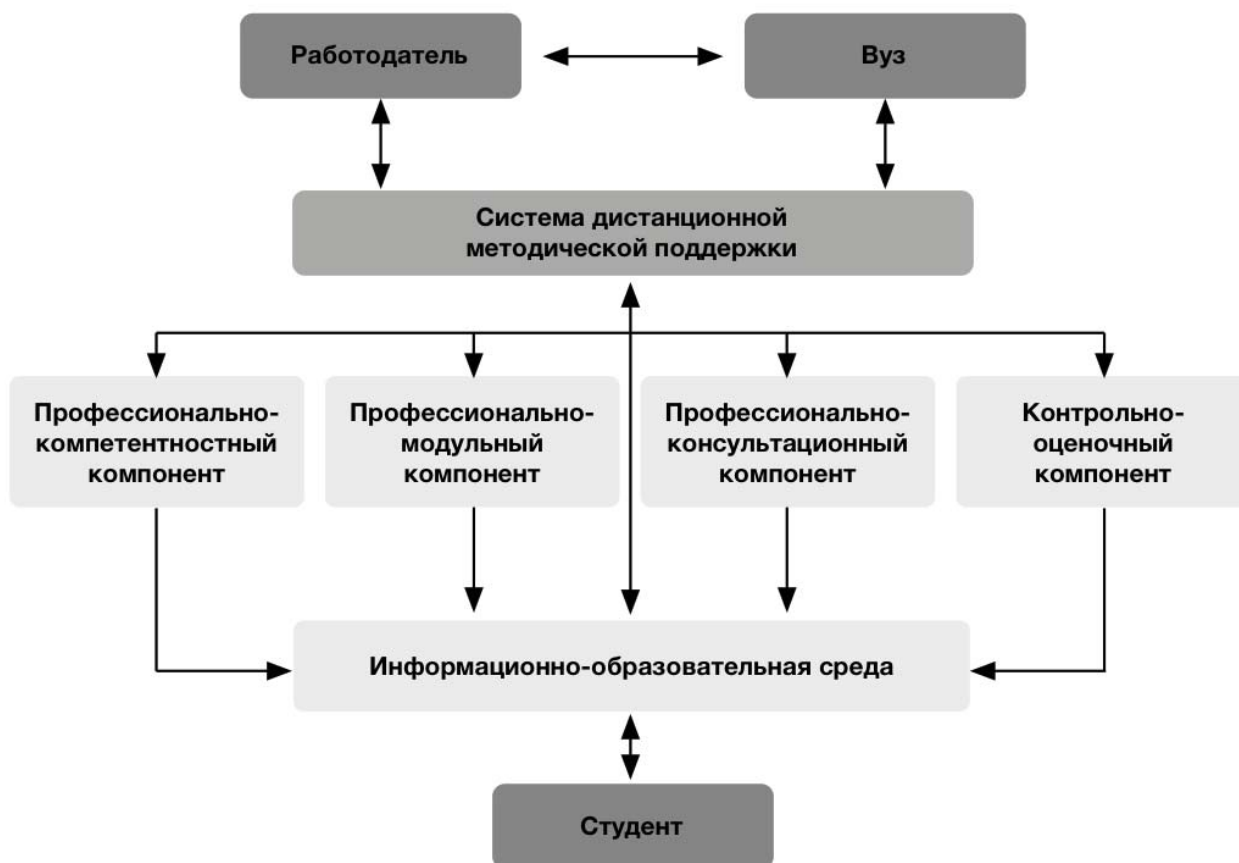 Работодатель
Вуз
Система дистанционной
методической поддержки
Профессионально-
компетентностный
компонент
Профессионально-
модульный
компонент
Профессионально-
консультационный
компонент
Контрольно-
оценочный
компонент
Информационно-образовательная среда
Студент